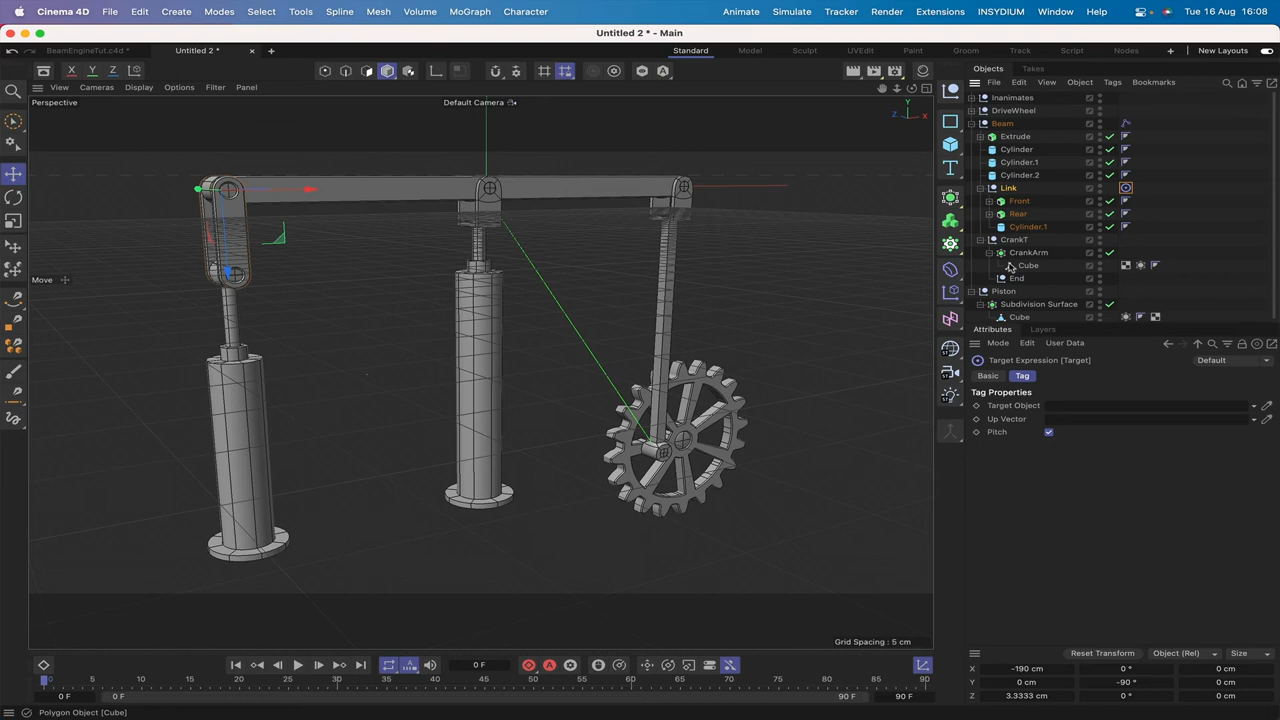 Cinema 4D File Edit Create Modes Select Tools Spline Mesh Volume MoGraph Character Animate Simulate Tracker Render Extensions INSYDIUM Window Help Tue 16 Aug 16:08
Untitled 2 * - Main
BeamEngineTut.c4d * Untitled 2 * Standard Model Sculpt UVEdit Paint Groom Track Script Nodes New Layouts
X Y Z Objects Takes
View Cameras Display Options Filter Panel File Edit View Object Tags Bookmarks
Perspective Default Camera Inanimates
DriveWheel
Y
Z X
Beam
Extrude
Cylinder
Cylinder.1
Cylinder.2
Link
Front
Rear
Cylinder.1
CrankT
CrankArm
Cube
Move
End
Piston
Subdivision Surface
Cube
Attributes Layers
Mode Edit User Data
Target Expression [Target] Default
Basic Tag
Tag Properties
Target Object
Up Vector
Pitch
Grid Spacing : 5 cm
Reset Transform Object (Rel) Size
0 F
X -190 cm 0 ° 0 cm
0 5 10 15 20 25 30 35 40 45 50 55 60 65 70 75 80 85 90
Y 0 cm -90 ° 0 cm
0 F 0 F 90 F 90 F
Z 3.3333 cm 0 ° 0 cm
Polygon Object [Cube]